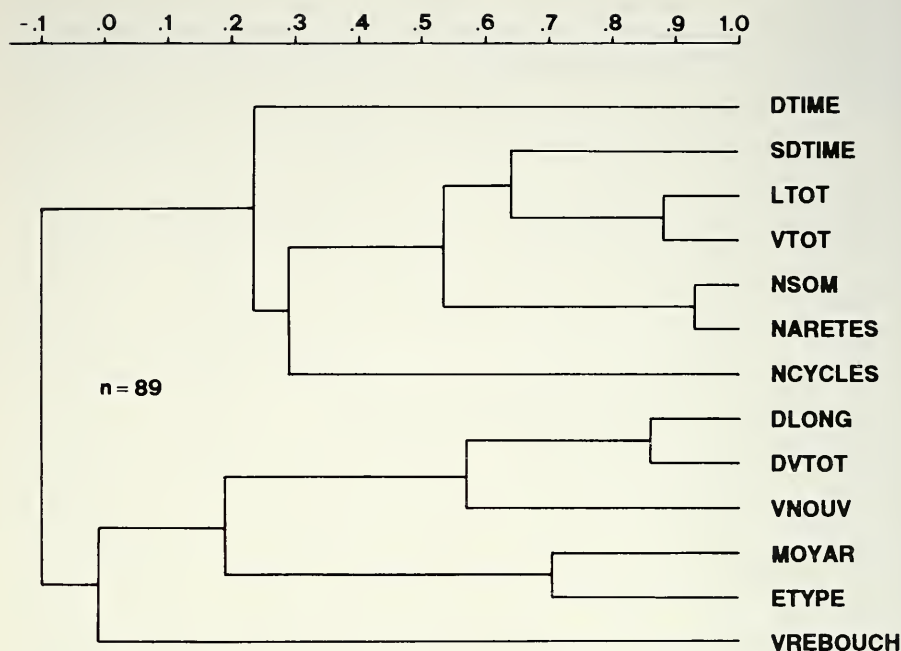 -.1 .0 .1 .2 .3 .4 .5 .6 .7 .8 .9 1.0
DTIME
SDTIME
LTOT
VTOT
NSOM
NARETES
NCYCLES
n = 89
DLONG
DVTOT
VNOUV
MOYAR
ETYPE
VREBOUCH